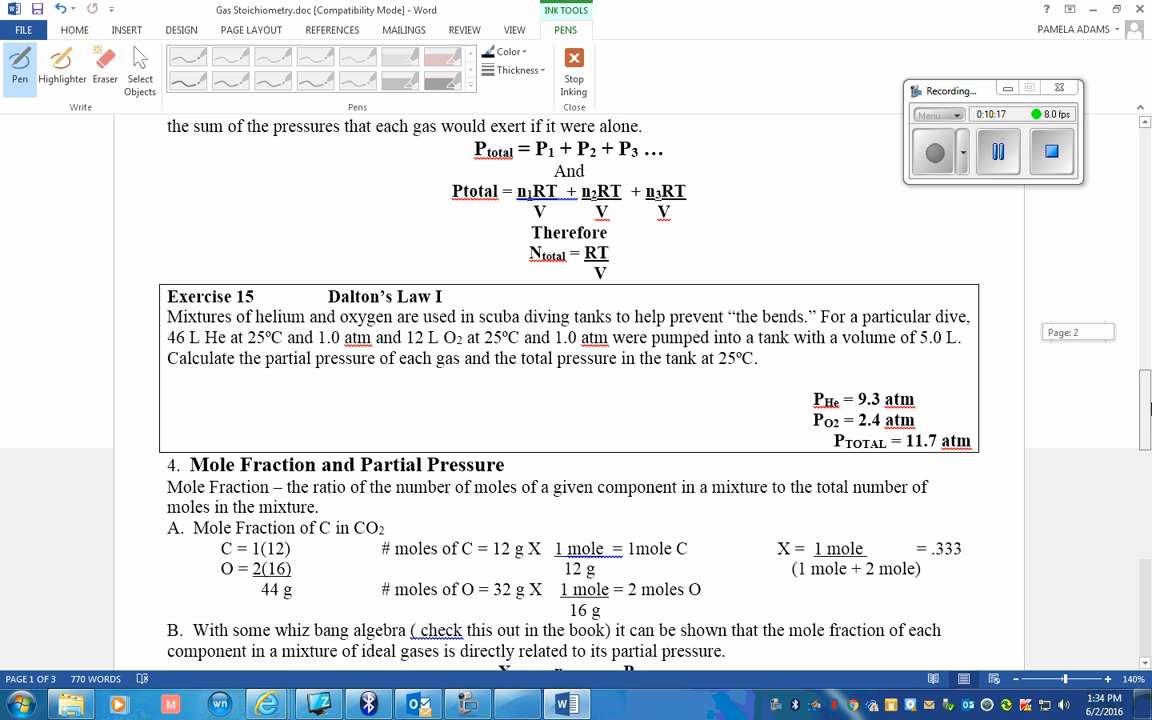 Gas Stoichiometry.doc [Compatibility Mode] - Word
INK TOOLS
FILE HOME INSERT DESIGN PAGE LAYOUT REFERENCES MAILINGS REVIEW VIEW PENS
PAMELA ADAMS
Pen Highlighter Eraser Select Objects
Color
Thickness
Stop Inking
Write Pens Close
Recording...
Menu 0:10:17 8.0 fps
the sum of the pressures that each gas would exert if it were alone.
Ptotal = P1 + P2 + P3 ...
And
Ptotal = n1RT + n2RT + n3RT
V V V
Therefore
Ntotal = RT
V
Exercise 15 Dalton's Law I
Mixtures of helium and oxygen are used in scuba diving tanks to help prevent “the bends.” For a particular dive,
46 L He at 25ºC and 1.0 atm and 12 L O2 at 25ºC and 1.0 atm were pumped into a tank with a volume of 5.0 L.
Calculate the partial pressure of each gas and the total pressure in the tank at 25ºC.
Page: 2
PHe = 9.3 atm
PO2 = 2.4 atm
PTOTAL = 11.7 atm
4. Mole Fraction and Partial Pressure
Mole Fraction – the ratio of the number of moles of a given component in a mixture to the total number of
moles in the mixture.
A. Mole Fraction of C in CO2
C = 1(12) # moles of C = 12 g X 1 mole = 1mole C X = 1 mole = .333
O = 2(16) 12 g (1 mole + 2 mole)
44 g # moles of O = 32 g X 1 mole = 2 moles O
16 g
B. With some whiz bang algebra ( check this out in the book) it can be shown that the mole fraction of each
component in a mixture of ideal gases is directly related to its partial pressure.
PAGE 1 OF 3 770 WORDS
140%
1:34 PM
6/2/2016